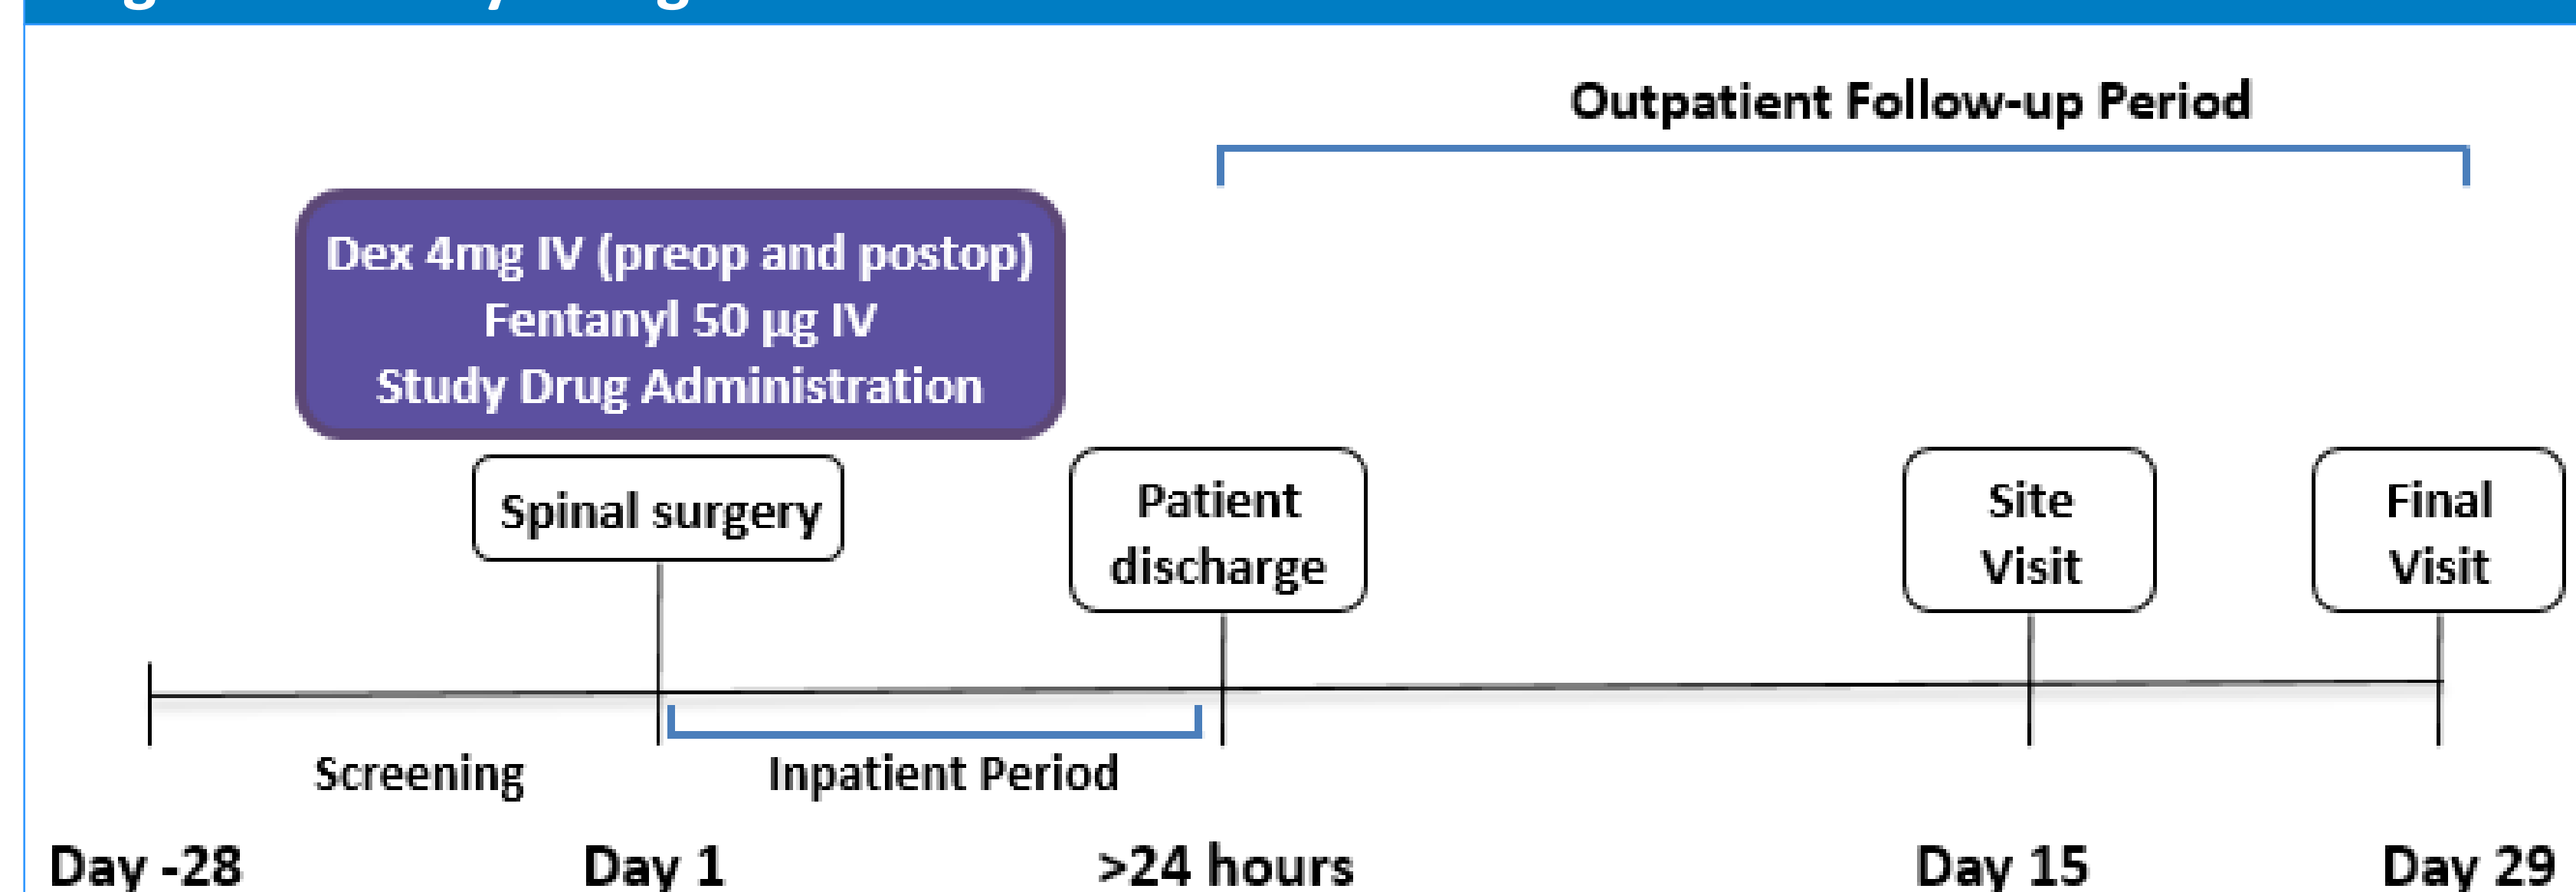 Outpatient Follow-up Period
Dex 4mg IV (preop and postop)
Fentanyl 50 µg IV
Study Drug Administration
Spinal surgery
Patient
discharge
Site
Visit
Final
Visit
Screening
Inpatient Period
Day -28
Day 1
>24 hours
Day 15
Day 29